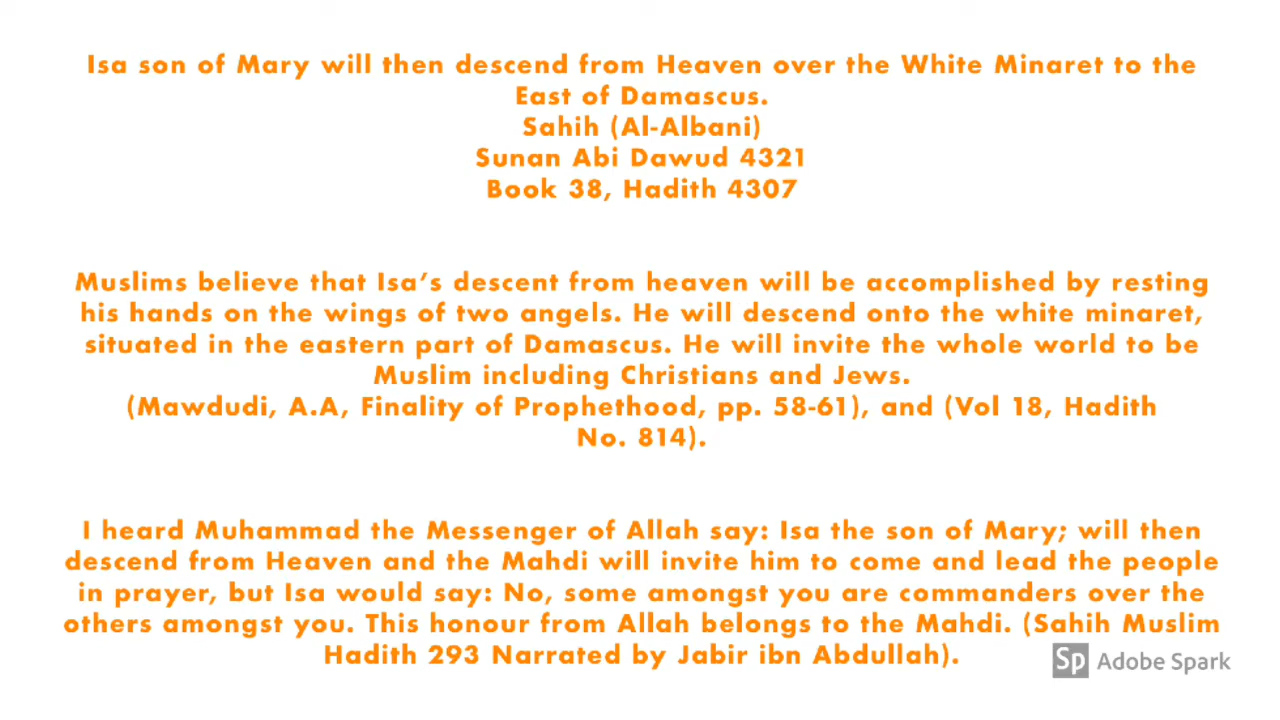 Isa son of Mary will then descend from Heaven over the White Minaret to the
East of Damascus.
Sahih (Al-Albani)
Sunan Abi Dawud 4321
Book 38, Hadith 4307
Muslims believe that Isa's descent from heaven will be accomplished by resting
his hands on the wings of two angels. He will descend onto the white minaret,
situated in the eastern part of Damascus. He will invite the whole world to be
Muslim including Christians and Jews.
(Mawdudi, A.A, Finality of Prophethood, pp. 58-61), and (Vol 18, Hadith
No. 814).
I heard Muhammad the Messenger of Allah say: Isa the son of Mary; will then
descend from Heaven and the Mahdi will invite him to come and lead the people
in prayer, but Isa would say: No, some amongst you are commanders over the
others amongst you. This honour from Allah belongs to the Mahdi. (Sahih Muslim
Hadith 293 Narrated by Jabir ibn Abdullah).
Sp Adobe Spark